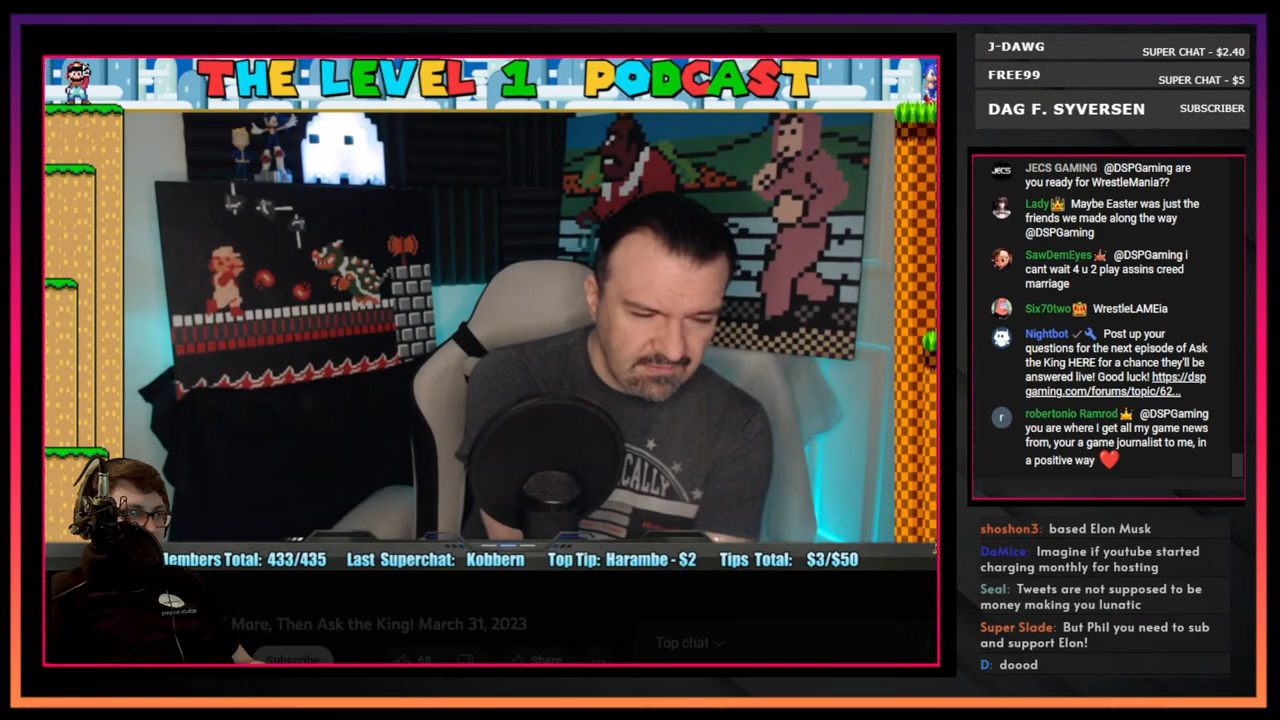 THE LEVEL 1 PODCAST
Members Total: 433/435 Last Superchat: Kobbern Top Tip: Harambe - $2 Tips Total: $3/$50
More, Then Ask the King! March 31, 2023
Subscribe 68 Share ...
Top chat
J-DAWG SUPER CHAT - $2.40
FREE99 SUPER CHAT - $5
DAG F. SYVERSEN SUBSCRIBER
JECS GAMING @DSPGaming are
you ready for WrestleMania??
Lady Maybe Easter was just the
friends we made along the way
@DSPGaming
SawDemEyes @DSPGaming i
cant wait 4 u 2 play assins creed
marriage
Six70two WrestleLAMEia
Nightbot Post up your
questions for the next episode of Ask
the King HERE for a chance they'll be
answered live! Good luck! https://dsp
gaming.com/forums/topic/62...
robertonio Ramrod @DSPGaming
you are where I get all my game news
from, your a game journalist to me, in
a positive way
shoshon3: based Elon Musk
DaMice: Imagine if youtube started
charging monthly for hosting
Seal: Tweets are not supposed to be
money making you lunatic
Super Slade: But Phil you need to sub
and support Elon!
D: doood